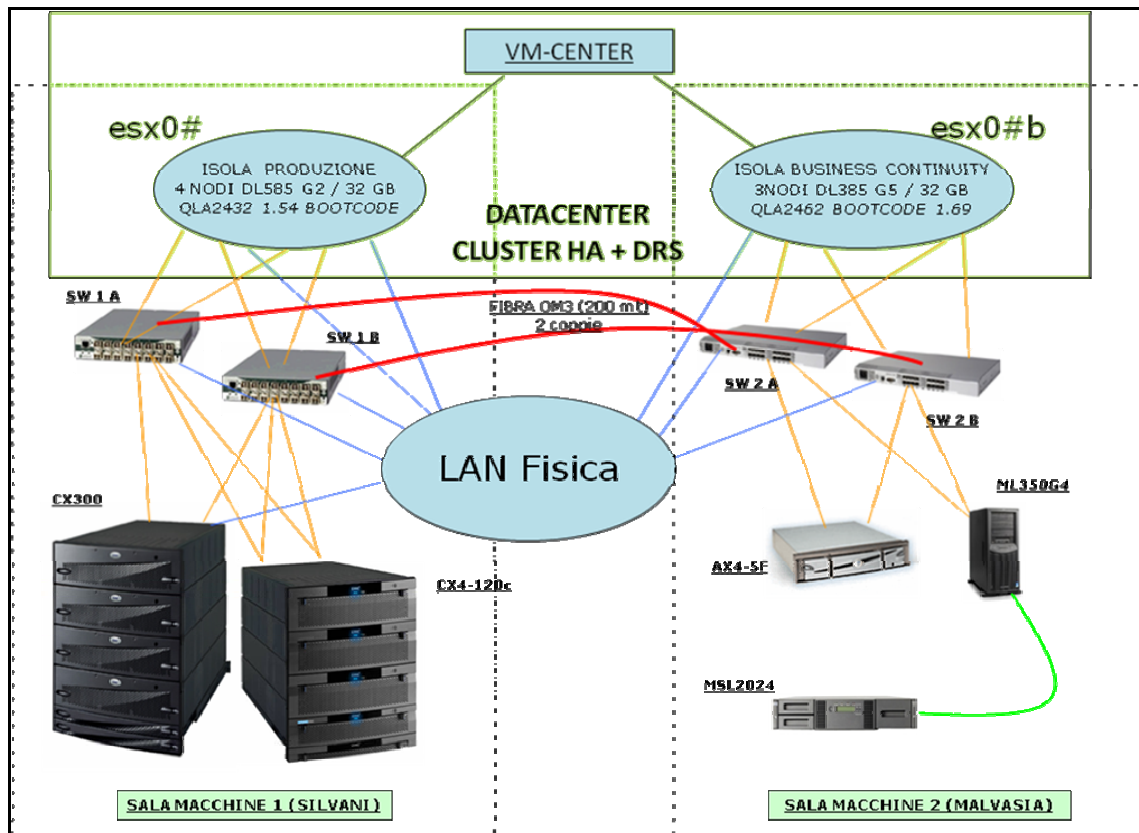 VM-CENTER
esx0#
esx0#b
ISOLA PRODUZIONE
4 NODI DL585 G2 / 32 GB
QLA2432 1.54 BOOTCODE
ISOLA BUSINESS CONTINUITY
3NODI DL385 G5 / 32 GB
QLA2462 BOOTCODE 1.69
DATACENTER
CLUSTER HA + DRS
SW 1 A
FIBRA OM3 (200 mt)
2 coppie
SW 1 B
SW 2 A
SW 2 B
LAN Fisica
CX300
ML350G4
AX4-5F
CX4-120c
MSL2024
SALA MACCHINE 1 (SILVANI)
SALA MACCHINE 2 (MALVASIA)